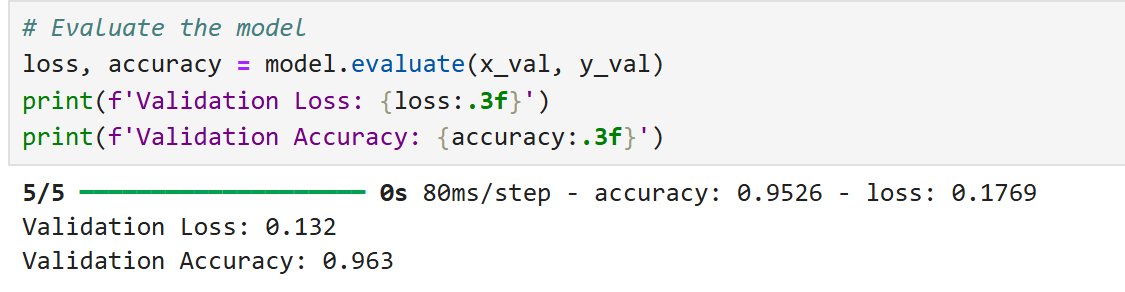 # Evaluate the model
loss, accuracy = model.evaluate(x_val, y_val)
print(f'Validation Loss: {loss:.3f}')
print(f'Validation Accuracy: {accuracy:.3f}')
5/5 ━━━━━━━━━━━━━━━━━━━━ 0s 80ms/step - accuracy: 0.9526 - loss: 0.1769
Validation Loss: 0.132
Validation Accuracy: 0.963